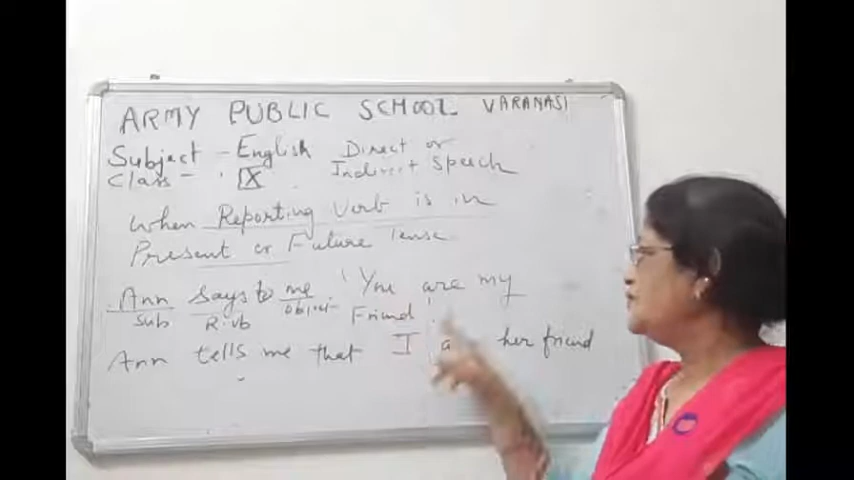 ARMY PUBLIC SCHOOL VARANASI
Subject - English Direct or
Class - X Indirect Speech
When Reporting Verb is in
Present or Future tense
Ann says to me ' You are my
Sub R.vb object Friend '
Ann tells me that I a her friend